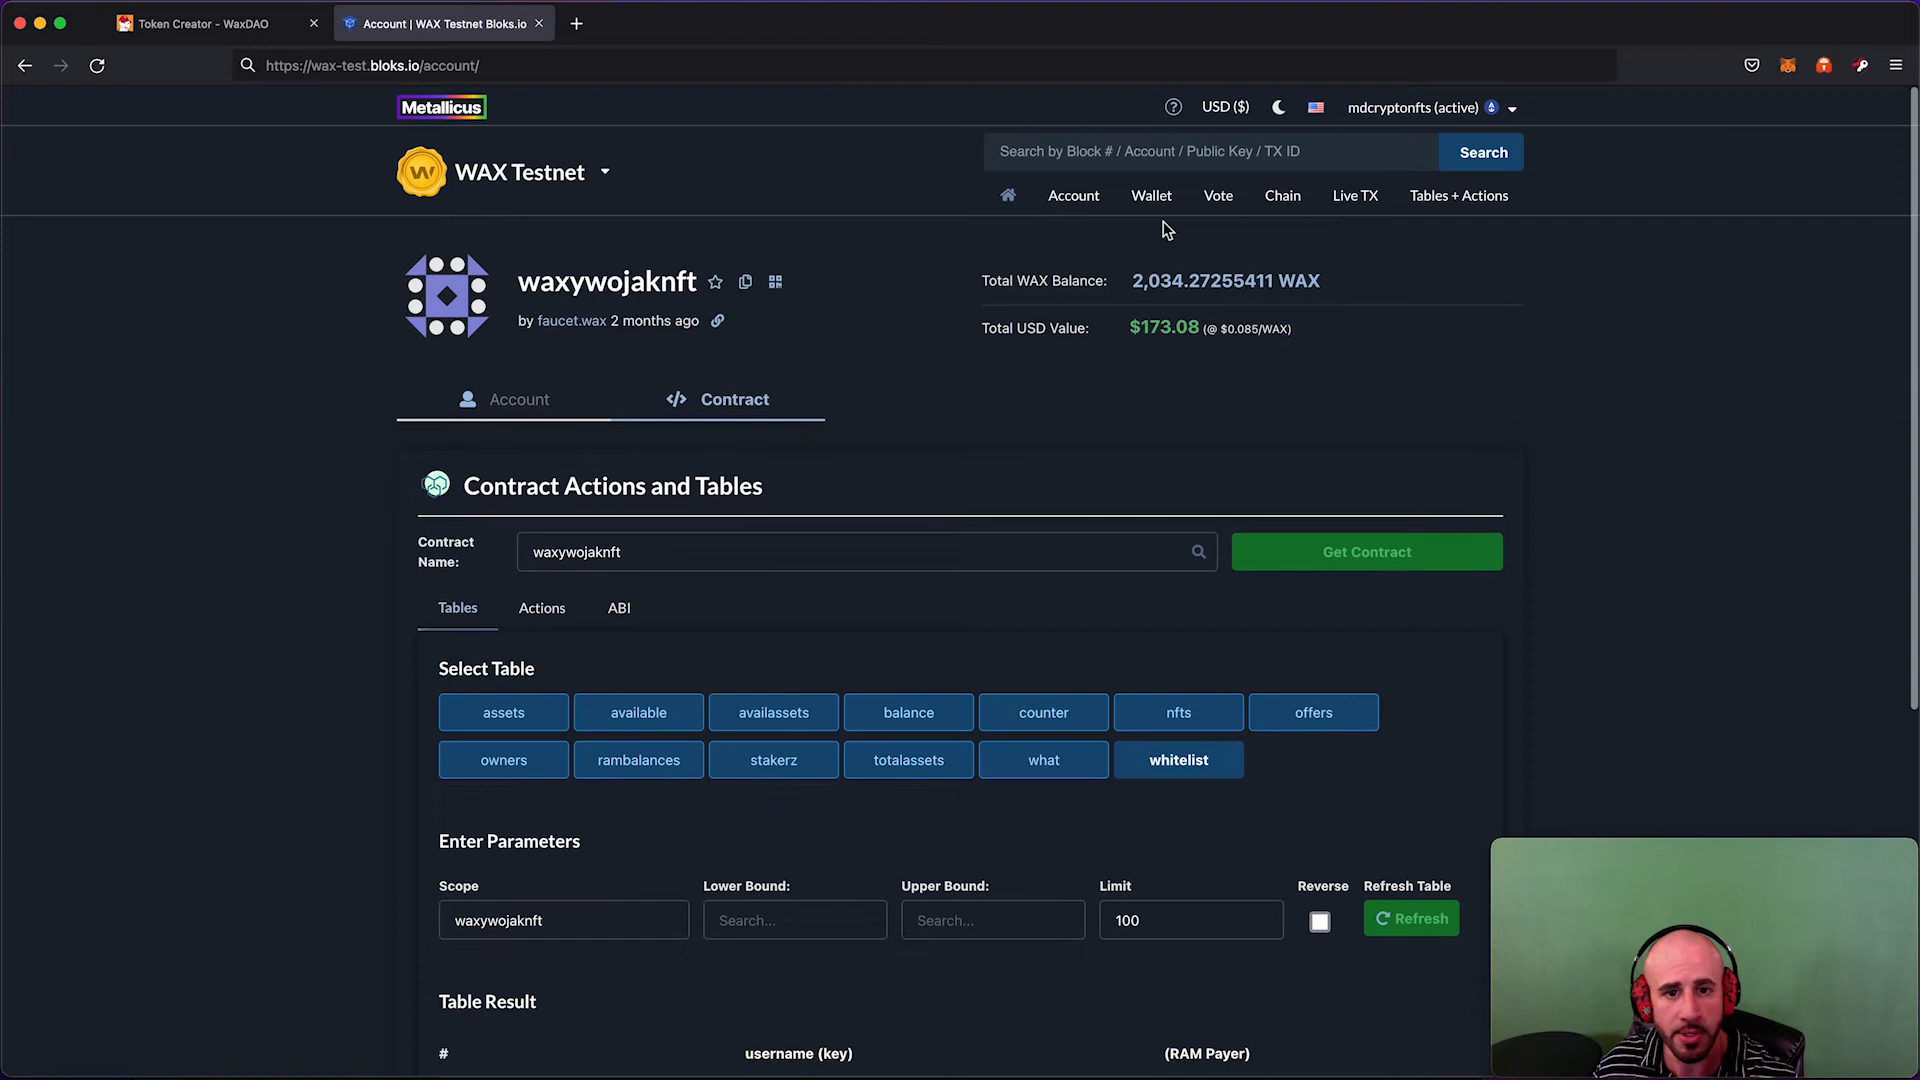 Token Creator - WaxDAO
Account | WAX Testnet Bloks.io
https://wax-test.bloks.io/account/
Metallicus
USD ($)
mdcryptonfts (active)
WAX Testnet
Search by Block # / Account / Public Key / TX ID
Search
Account
Wallet
Vote
Chain
Live TX
Tables + Actions
waxywojaknft
by faucet.wax 2 months ago
Total WAX Balance:
2,034.27255411 WAX
Total USD Value:
$173.08 (@ $0.085/WAX)
Account
Contract
Contract Actions and Tables
Contract
Name:
waxywojaknft
Get Contract
Tables
Actions
ABI
Select Table
assets
available
availassets
balance
counter
nfts
offers
owners
rambalances
stakerz
totalassets
what
whitelist
Enter Parameters
Scope
Lower Bound:
Upper Bound:
Limit
Reverse
Refresh Table
waxywojaknft
Search...
Search...
100
Refresh
Table Result
#
username (key)
(RAM Payer)